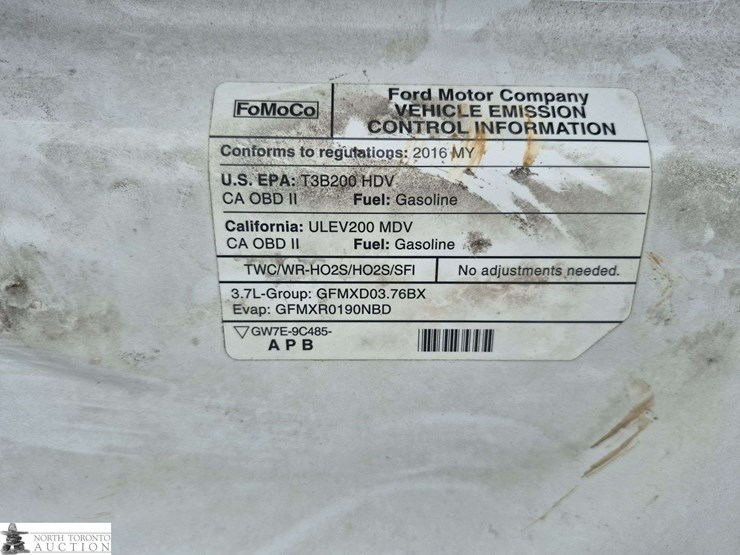 FoMoCo
Ford Motor Company
VEHICLE EMISSION
CONTROL INFORMATION
Conforms to regulations: 2016 MY
U.S. EPA: T3B200 HDV
CA OBD II Fuel: Gasoline
California: ULEV200 MDV
CA OBD II Fuel: Gasoline
TWC/WR-HO2S/HO2S/SFI No adjustments needed.
3.7L-Group: GFMXD03.76BX
Evap: GFMXR0190NBD
GW7E-9C485-
A P B
NORTH TORONTO
AUCTION